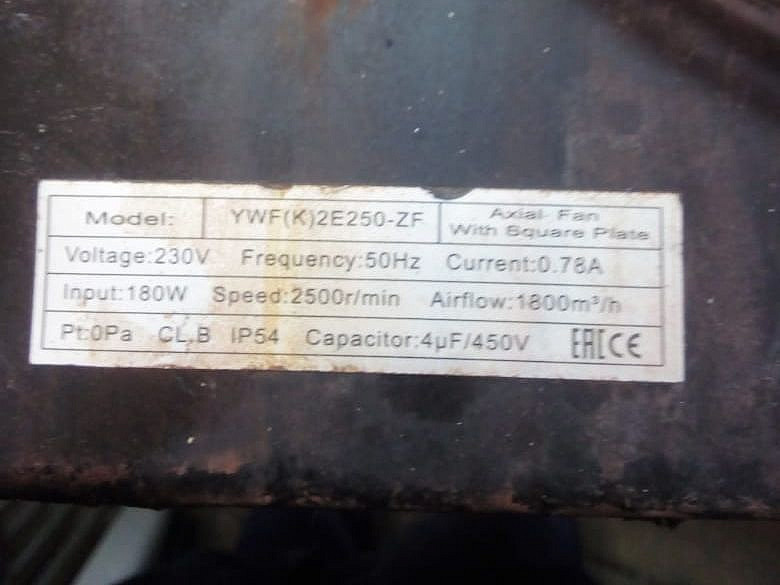 Model: YWF(K)2E250-ZF Axial Fan
With Square Plate
Voltage:230V Frequency:50Hz Current:0.78A
Input:180W Speed:2500r/min Airflow:1800m³/h
Pt:0Pa CL.B IP54 Capacitor:4µF/450V EAC CE